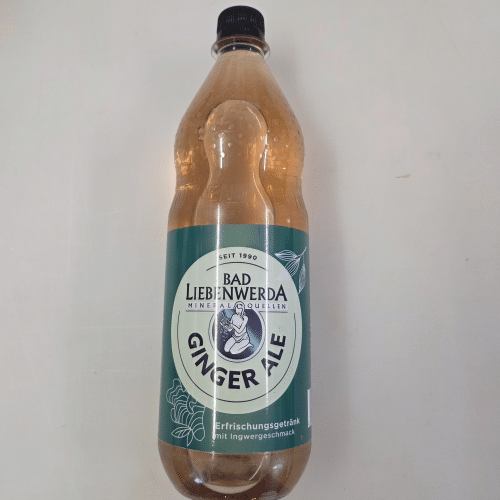 SEIT 1990
BAD
LIEBENWERDA
MINERALQUELLEN
GINGER ALE
Erfrischungsgetränk
mit Ingwergeschmack